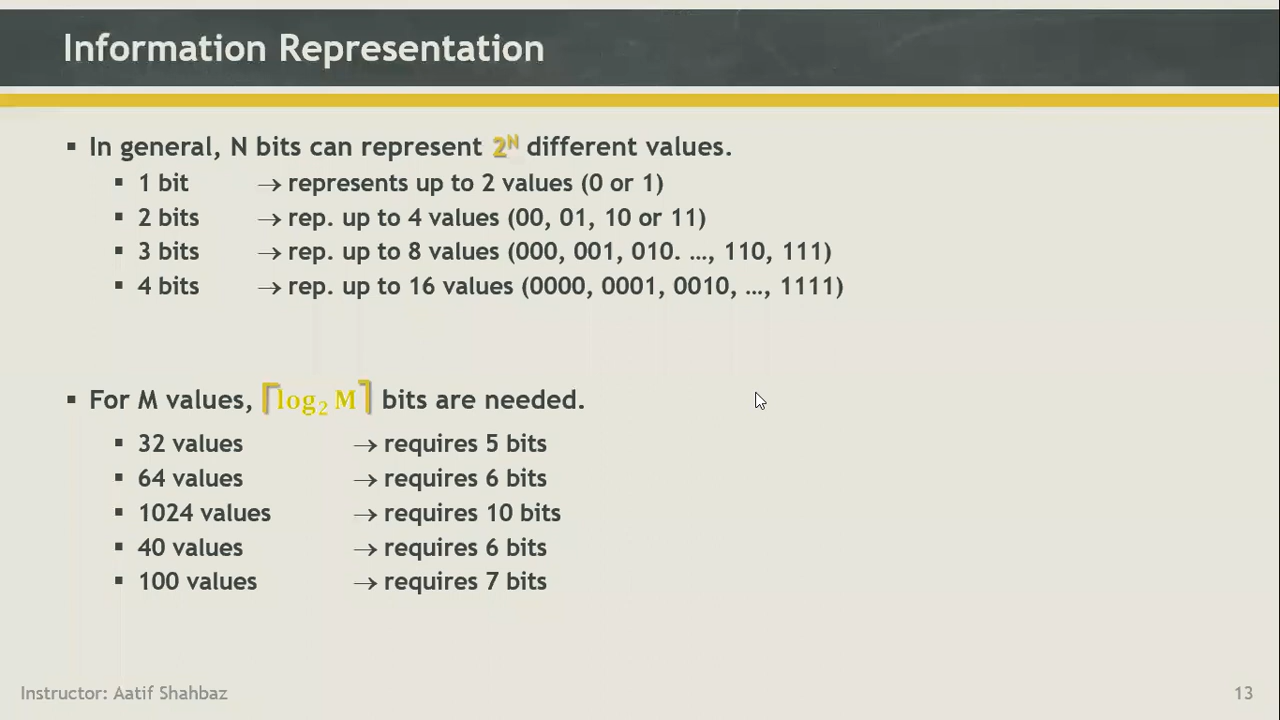 Information Representation
▪ In general, N bits can represent 2ᴺ different values.
▪ 1 bit → represents up to 2 values (0 or 1)
▪ 2 bits → rep. up to 4 values (00, 01, 10 or 11)
▪ 3 bits → rep. up to 8 values (000, 001, 010. …, 110, 111)
▪ 4 bits → rep. up to 16 values (0000, 0001, 0010, …, 1111)
▪ For M values, ⌈log₂ M⌉ bits are needed.
▪ 32 values → requires 5 bits
▪ 64 values → requires 6 bits
▪ 1024 values → requires 10 bits
▪ 40 values → requires 6 bits
▪ 100 values → requires 7 bits
Instructor: Aatif Shahbaz 13